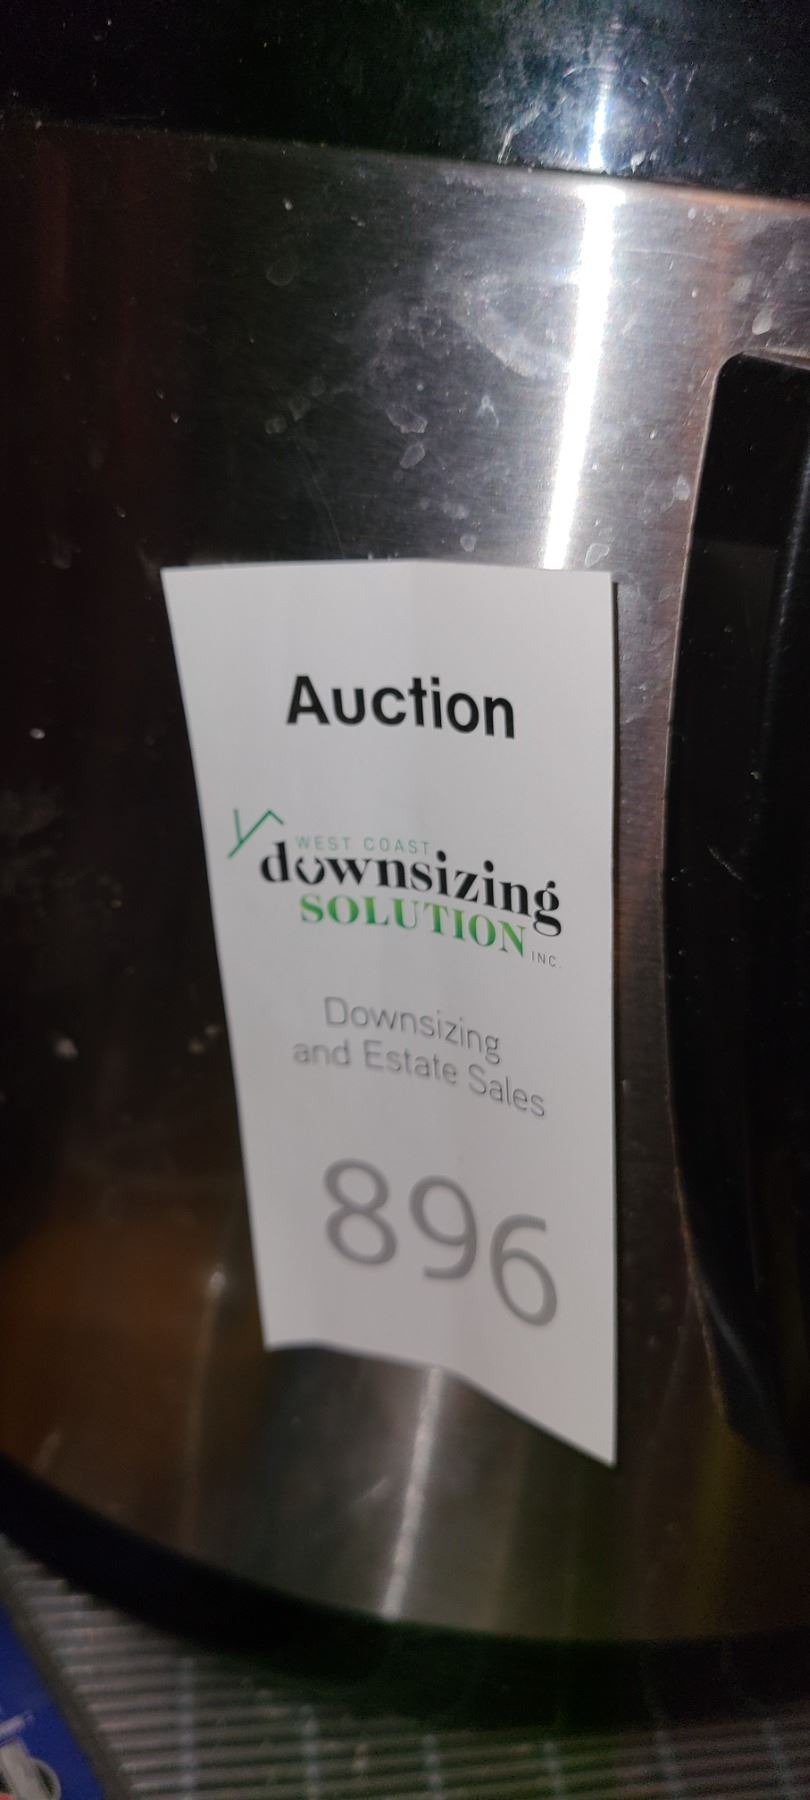 Auction
WEST COAST
downsizing
SOLUTION
INC.
Downsizing
and Estate Sales
896